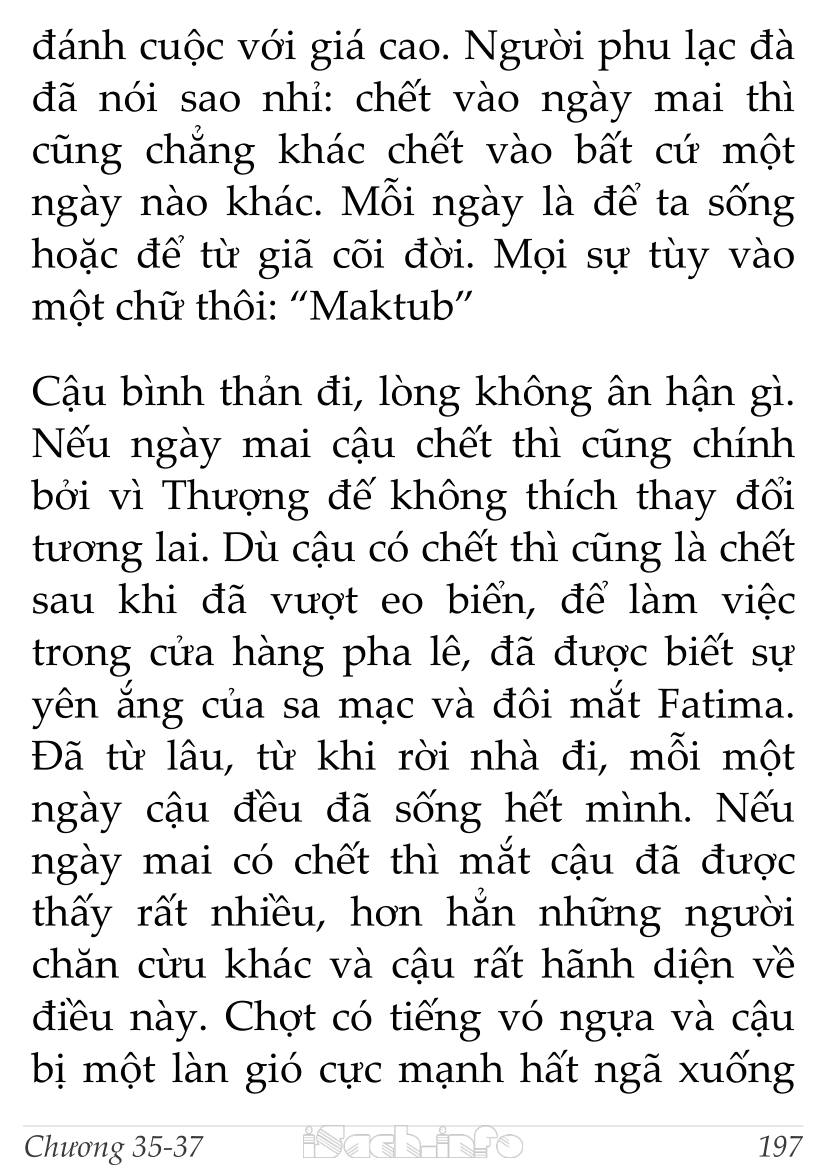 đánh cuộc với giá cao. Người phu lạc đà
đã nói sao nhỉ: chết vào ngày mai thì
cũng chẳng khác chết vào bất cứ một
ngày nào khác. Mỗi ngày là để ta sống
hoặc để từ giã cõi đời. Mọi sự tùy vào
một chữ thôi: “Maktub”
Cậu bình thản đi, lòng không ân hận gì.
Nếu ngày mai cậu chết thì cũng chính
bởi vì Thượng đế không thích thay đổi
tương lai. Dù cậu có chết thì cũng là chết
sau khi đã vượt eo biển, để làm việc
trong cửa hàng pha lê, đã được biết sự
yên ắng của sa mạc và đôi mắt Fatima.
Đã từ lâu, từ khi rời nhà đi, mỗi một
ngày cậu đều đã sống hết mình. Nếu
ngày mai có chết thì mắt cậu đã được
thấy rất nhiều, hơn hẳn những người
chăn cừu khác và cậu rất hãnh diện về
điều này. Chợt có tiếng vó ngựa và cậu
bị một làn gió cực mạnh hất ngã xuống
Chương 35-37 iSach.info 197